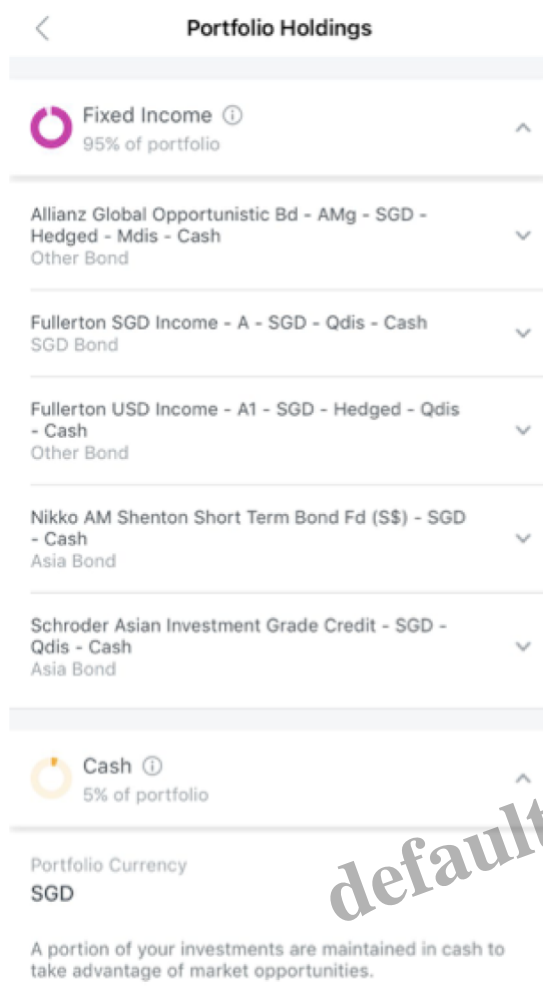 Portfolio Holdings
Fixed Income
95% of portfolio
Allianz Global Opportunistic Bd - AMg - SGD -
Hedged - Mdis - Cash
Other Bond
Fullerton SGD Income - A - SGD - Qdis - Cash
SGD Bond
Fullerton USD Income - A1 - SGD - Hedged - Qdis
- Cash
Other Bond
Nikko AM Shenton Short Term Bond Fd (S$) - SGD
- Cash
Asia Bond
Schroder Asian Investment Grade Credit - SGD -
Qdis - Cash
Asia Bond
Cash
5% of portfolio
Portfolio Currency
SGD
default
A portion of your investments are maintained in cash to
take advantage of market opportunities.